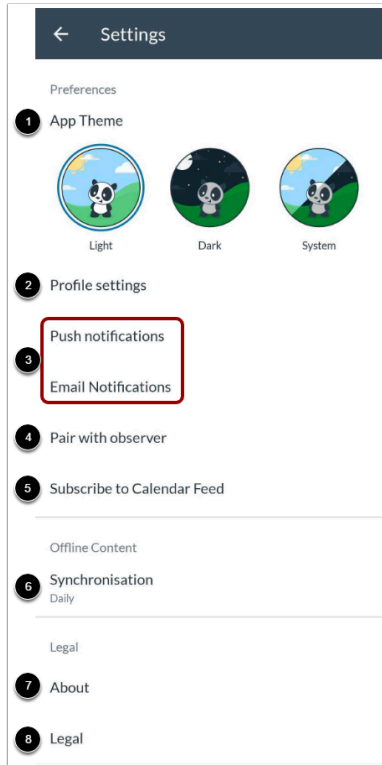 Settings
Preferences
1 App Theme
Light Dark System
2 Profile settings
Push notifications
3
Email Notifications
4 Pair with observer
5 Subscribe to Calendar Feed
Offline Content
6 Synchronisation
Daily
Legal
7 About
8 Legal